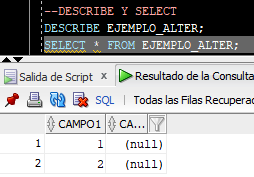 --DESCRIBE Y SELECT
DESCRIBE EJEMPLO_ALTER;
SELECT * FROM EJEMPLO_ALTER;
Salida de Script × Resultado de la Consulta
SQL | Todas las Filas Recuperad
CAMPO1 CA...
1 1 (null)
2 2 (null)